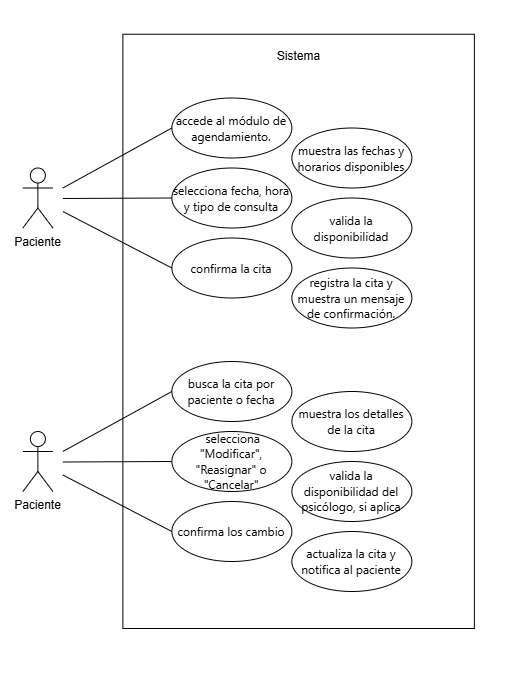 Sistema
accede al módulo de
agendamiento.
muestra las fechas y
horarios disponibles
selecciona fecha, hora
y tipo de consulta
valida la
disponibilidad
Paciente
confirma la cita
registra la cita y
muestra un mensaje
de confirmación.
busca la cita por
paciente o fecha
muestra los detalles
de la cita
selecciona
"Modificar",
"Reasignar" o
"Cancelar"
valida la
disponibilidad del
psicólogo, si aplica
Paciente
confirma los cambio
actualiza la cita y
notifica al paciente